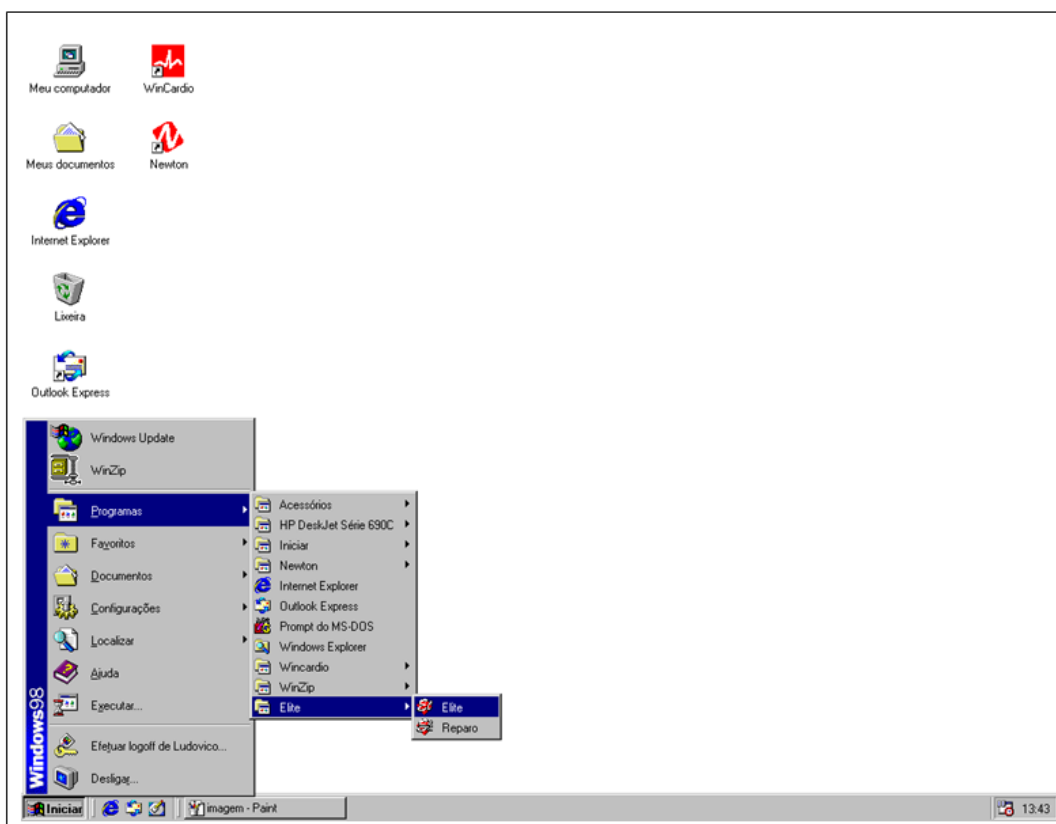 Meu computador
WinCardio
Meus documentos
Newton
Internet Explorer
Lixeira
Outlook Express
Windows98
Windows Update
WinZip
Programas
Favoritos
Documentos
Configurações
Localizar
Ajuda
Executar...
Efetuar logoff de Ludovico...
Desligar...
Acessórios
HP DeskJet Série 690C
Iniciar
Newton
Internet Explorer
Outlook Express
Prompt do MS-DOS
Windows Explorer
Wincardio
WinZip
Elite
Elite
Reparo
Iniciar
imagem - Paint
13:43